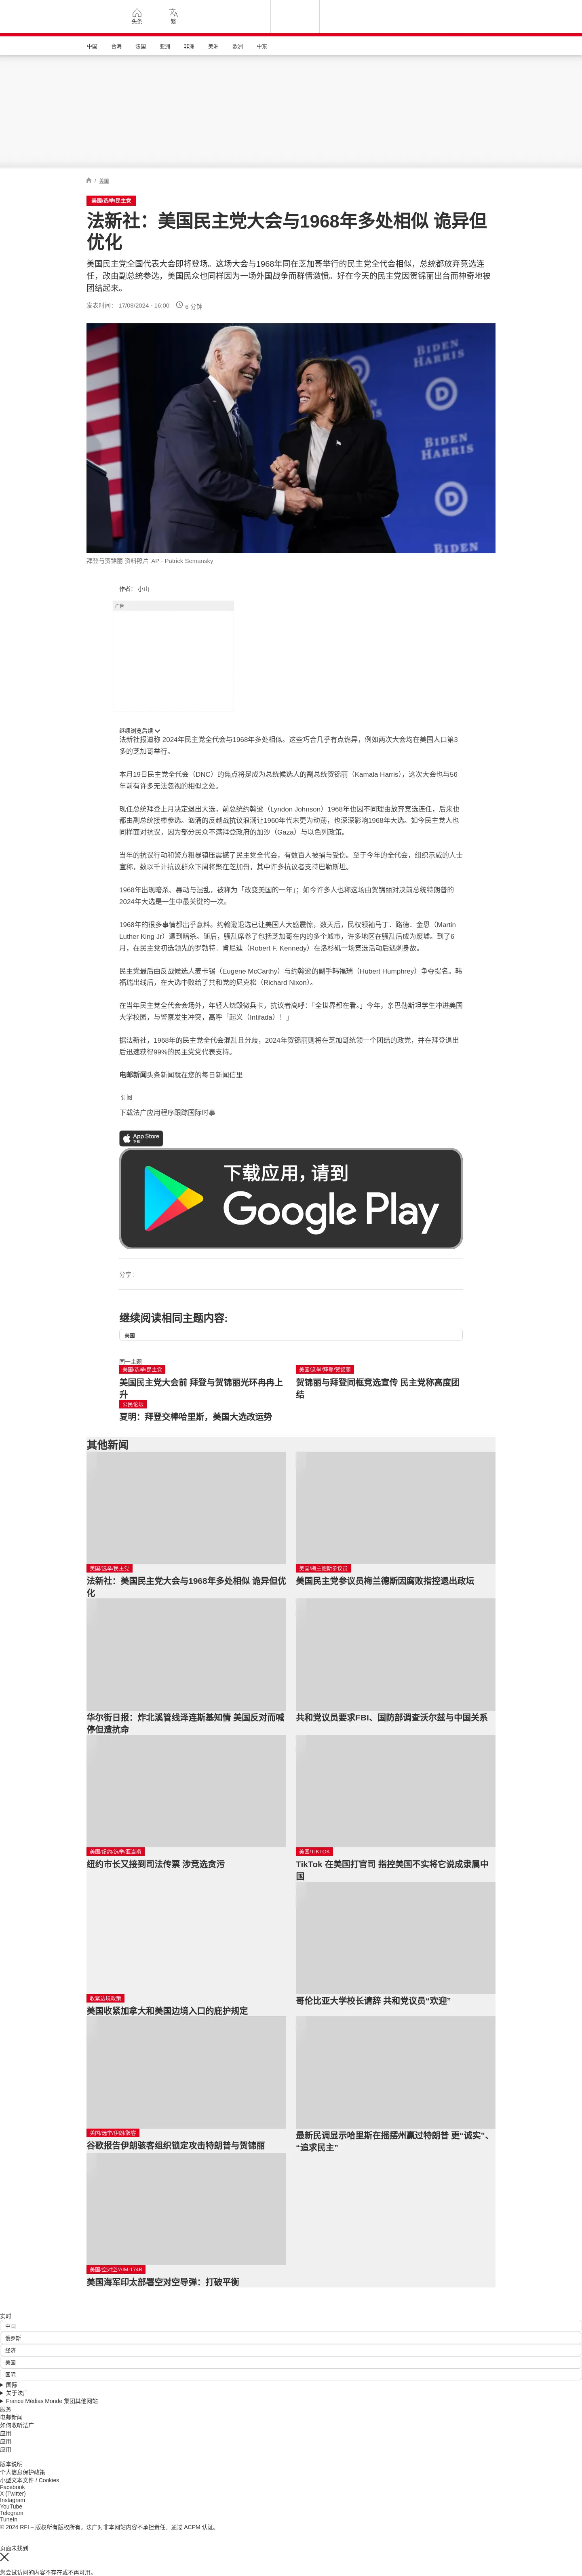 头条
繁
中国 台海 法国 亚洲 非洲 美洲 欧洲 中东
/ 美国
美国/选举/民主党
法新社：美国民主党大会与1968年多处相似 诡异但
优化
美国民主党全国代表大会即将登场。这场大会与1968年同在芝加哥举行的民主党全代会相似，总统都放弃竞选连
任，改由副总统参选，美国民众也同样因为一场外国战争而群情激愤。好在今天的民主党因贺锦丽出台而神奇地被
团结起来。
发表时间： 17/08/2024 - 16:00 6 分钟
BIDEN
HARRIS
BIDEN
HARRIS
BIDEN
拜登与贺锦丽 资料照片 AP - Patrick Semansky
作者： 小山
广告
继续浏览后续
法新社报道称 2024年民主党全代会与1968年多处相似。这些巧合几乎有点诡异，例如两次大会均在美国人口第3
多的芝加哥举行。
本月19日民主党全代会（DNC）的焦点将是成为总统候选人的副总统贺锦丽（Kamala Harris），这次大会也与56
年前有许多无法忽视的相似之处。
现任总统拜登上月决定退出大选，前总统约翰逊（Lyndon Johnson）1968年也因不同理由放弃竞选连任，后来也
都由副总统接棒参选。汹涌的反越战抗议浪潮让1960年代末更为动荡，也深深影响1968年大选。如今民主党人也
同样面对抗议，因为部分民众不满拜登政府的加沙（Gaza）与以色列政策。
当年的抗议行动和警方粗暴镇压震撼了民主党全代会，有数百人被捕与受伤。至于今年的全代会，组织示威的人士
宣称，数以千计抗议群众下周将聚在芝加哥，其中许多抗议者支持巴勒斯坦。
1968年出现暗杀、暴动与混乱，被称为「改变美国的一年」；如今许多人也称这场由贺锦丽对决前总统特朗普的
2024年大选是一生中最关键的一次。
1968年的很多事情都出乎意料。约翰逊退选已让美国人大感震惊，数天后，民权领袖马丁．路德．金恩（Martin
Luther King Jr）遭到暗杀。随后，骚乱席卷了包括芝加哥在内的多个城市，许多地区在骚乱后成为废墟。到了6
月，在民主党初选领先的罗勃特．肯尼迪（Robert F. Kennedy）在洛杉矶一场竞选活动后遇刺身故。
民主党最后由反战候选人麦卡锡（Eugene McCarthy）与约翰逊的副手韩福瑞（Hubert Humphrey）争夺提名。韩
福瑞出线后，在大选中败给了共和党的尼克松（Richard Nixon）。
在当年民主党全代会会场外，年轻人烧毁徵兵卡，抗议者高呼：「全世界都在看。」今年，亲巴勒斯坦学生冲进美国
大学校园，与警察发生冲突，高呼「起义（Intifada）！」
据法新社，1968年的民主党全代会混乱且分歧，2024年贺锦丽则将在芝加哥统领一个团结的政党，并在拜登退出
后迅速获得99%的民主党党代表支持。
电邮新闻头条新闻就在您的每日新闻信里
订阅
下载法广应用程序跟踪国际时事
App Store
下载
下载应用，请到
Google Play
分享 :
继续阅读相同主题内容:
美国
同一主题
美国/选举/民主党
美国民主党大会前 拜登与贺锦丽光环冉冉上
升
美国/选举/拜登/贺锦丽
贺锦丽与拜登同框竞选宣传 民主党称高度团
结
公民论坛
夏明：拜登交棒哈里斯，美国大选改运势
其他新闻
美国/选举/民主党
法新社：美国民主党大会与1968年多处相似 诡异但优
化
美国/梅兰德斯参议员
美国民主党参议员梅兰德斯因腐败指控退出政坛
华尔街日报：炸北溪管线泽连斯基知情 美国反对而喊
停但遭抗命
共和党议员要求FBI、国防部调查沃尔兹与中国关系
美国/纽约/选举/亚当斯
纽约市长又接到司法传票 涉竞选贪污
美国/TIKTOK
TikTok 在美国打官司 指控美国不实将它说成隶属中
国
收紧边境政策
美国收紧加拿大和美国边境入口的庇护规定
哥伦比亚大学校长请辞 共和党议员“欢迎”
美国/选举/伊朗/骇客
谷歌报告伊朗骇客组织锁定攻击特朗普与贺锦丽
最新民调显示哈里斯在摇摆州赢过特朗普 更“诚实”、
“追求民主”
美国/空对空/AIM-174B
美国海军印太部署空对空导弹：打破平衡
实时
中国
俄罗斯
经济
美国
国际
国际
关于法广
France Médias Monde 集团其他网站
服务
电邮新闻
如何收听法广
应用
应用
应用
版本说明
个人信息保护政策
小型文本文件 / Cookies
Facebook
X (Twitter)
Instagram
YouTube
Telegram
TuneIn
© 2024 RFI – 版权所有版权所有。法广对非本网站内容不承担责任。通过 ACPM 认证。
页面未找到
您尝试访问的内容不存在或不再可用。